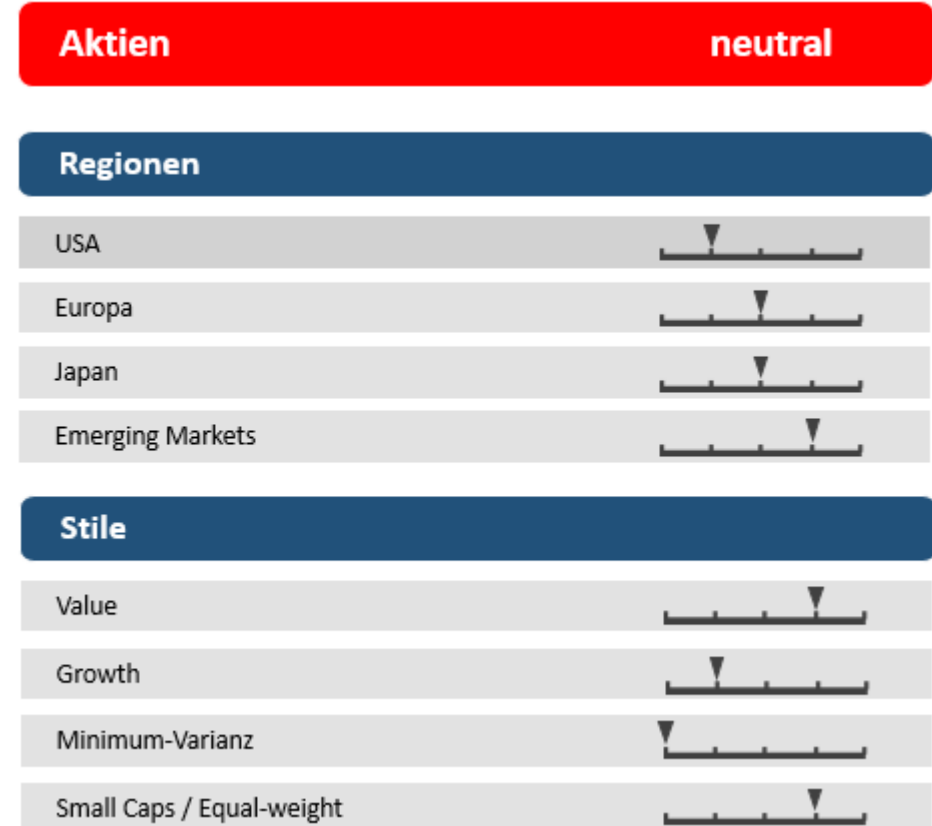 Aktien neutral
Regionen
USA
Europa
Japan
Emerging Markets
Stile
Value
Growth
Minimum-Varianz
Small Caps / Equal-weight